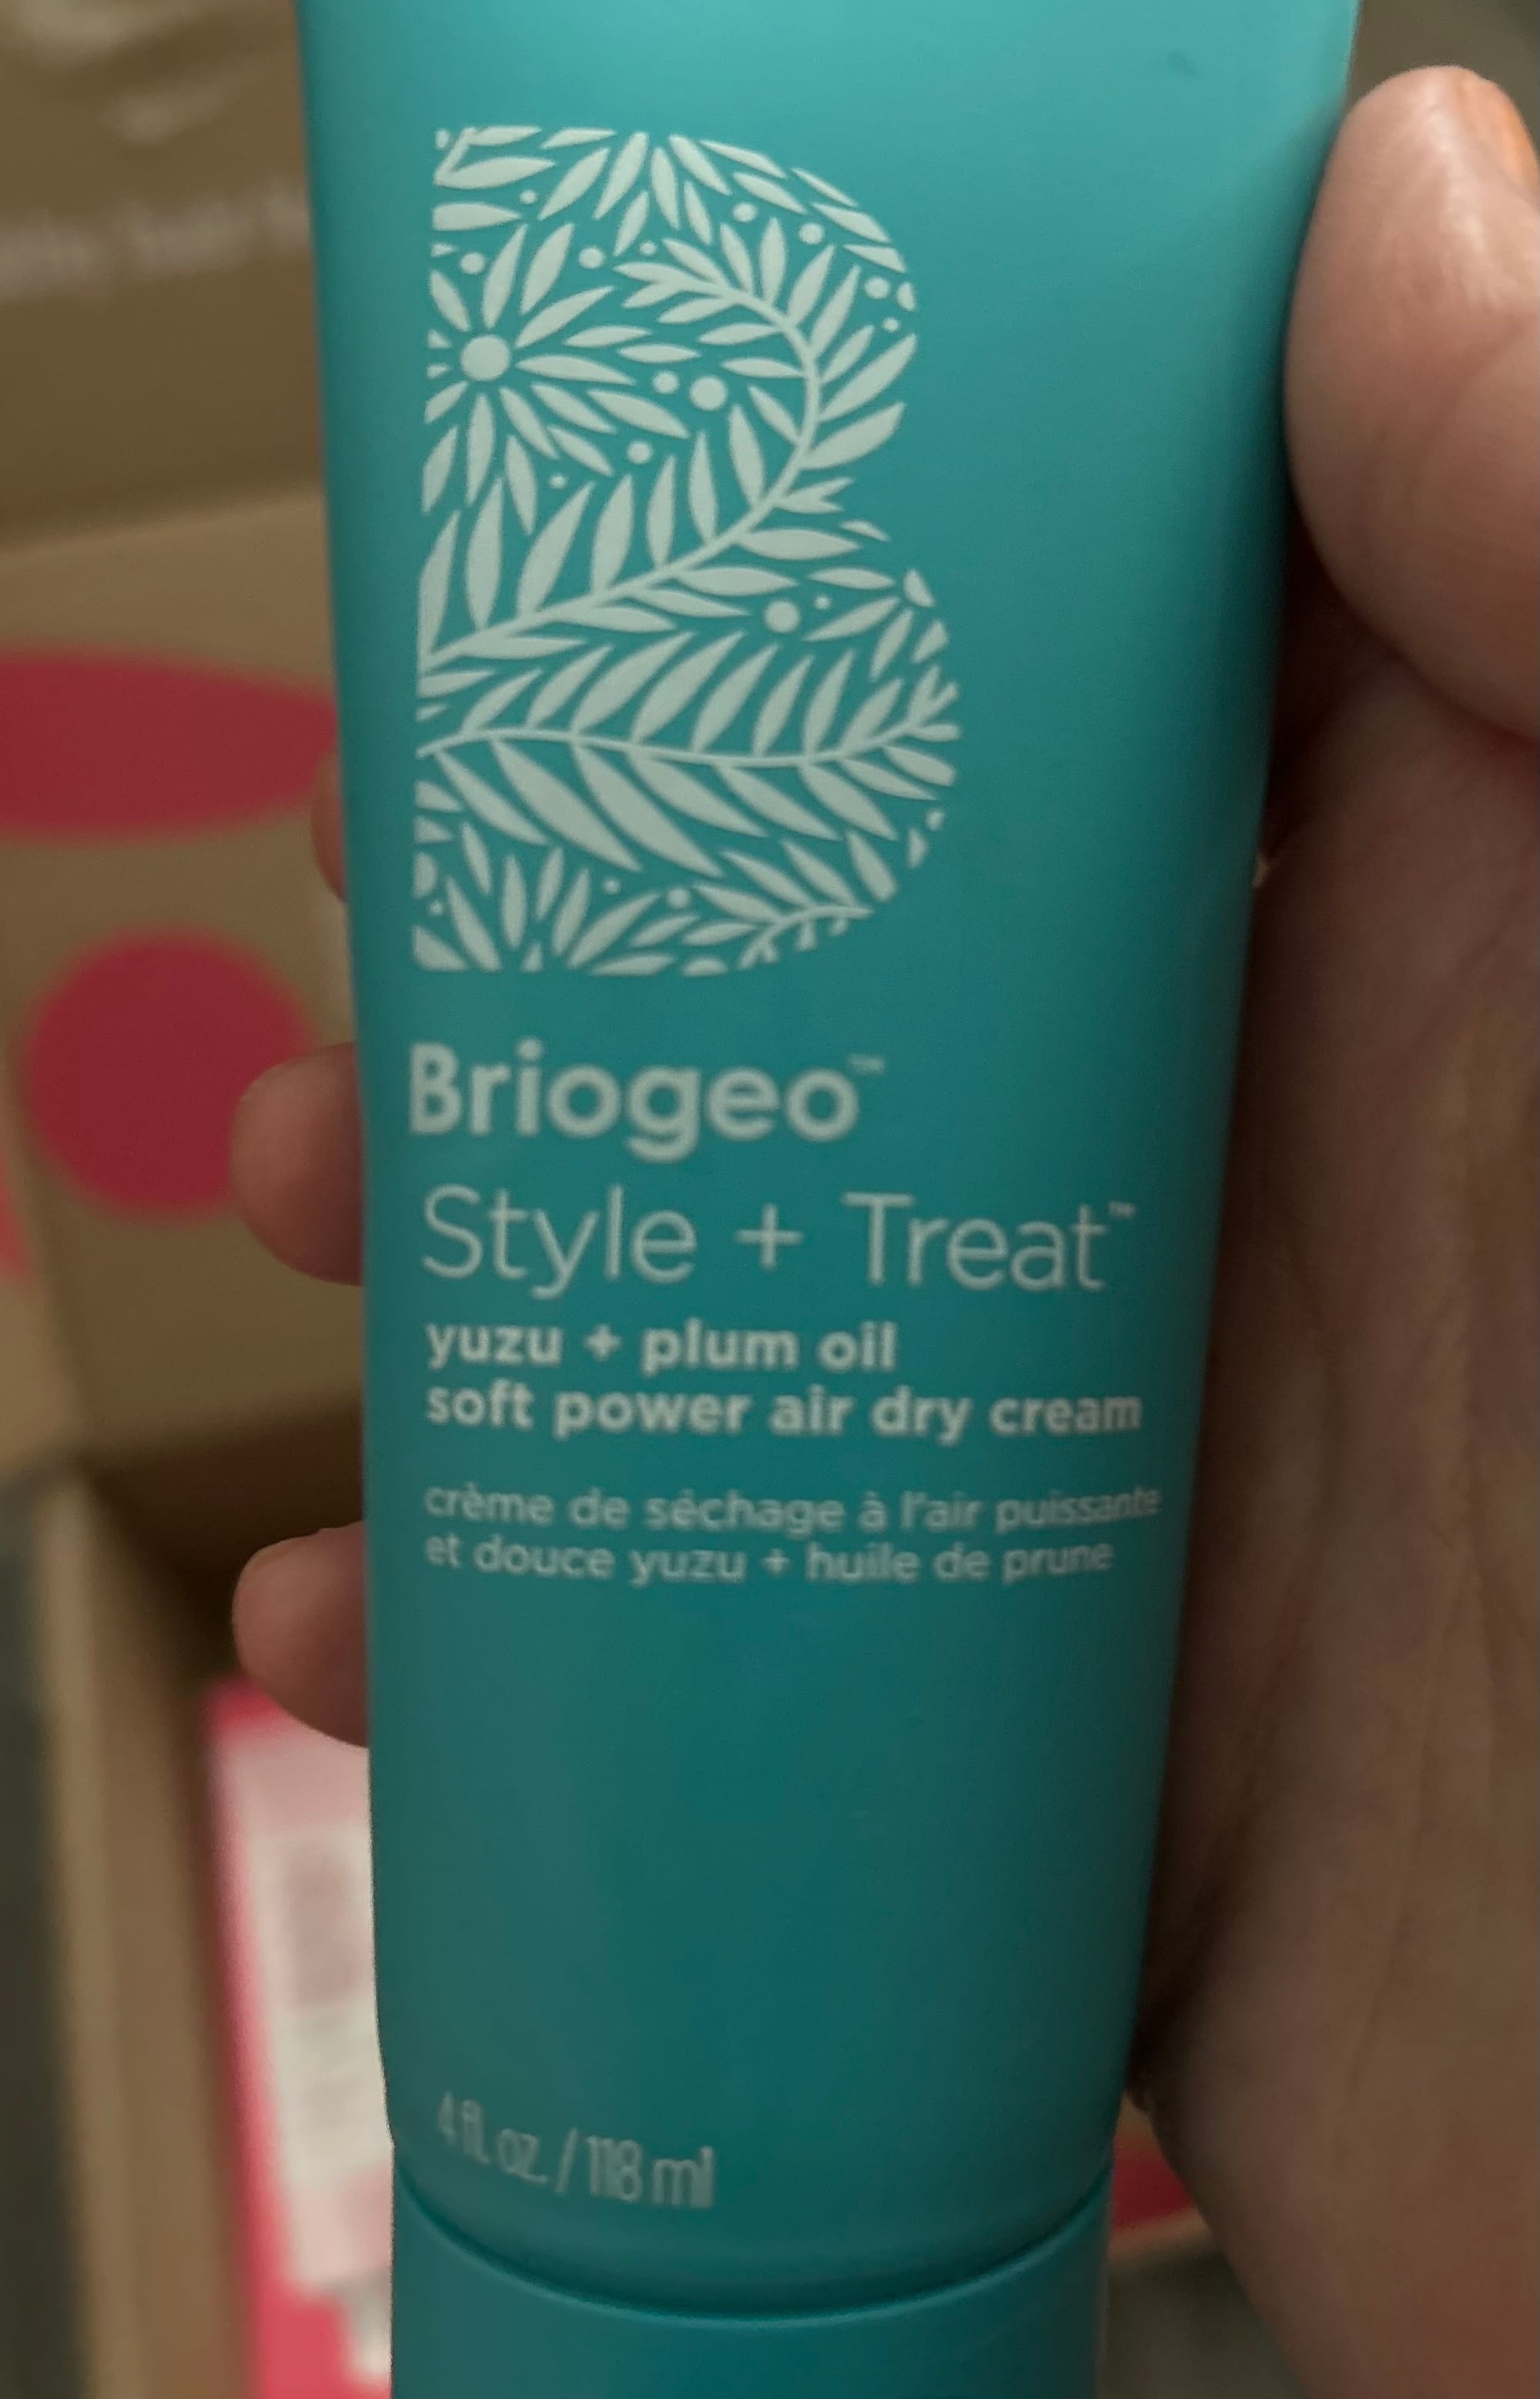 Briogeo™
Style + Treat™
yuzu + plum oil
soft power air dry cream
crème de séchage à l'air puissante
et douce yuzu + huile de prune
4 fl. oz. / 118 ml